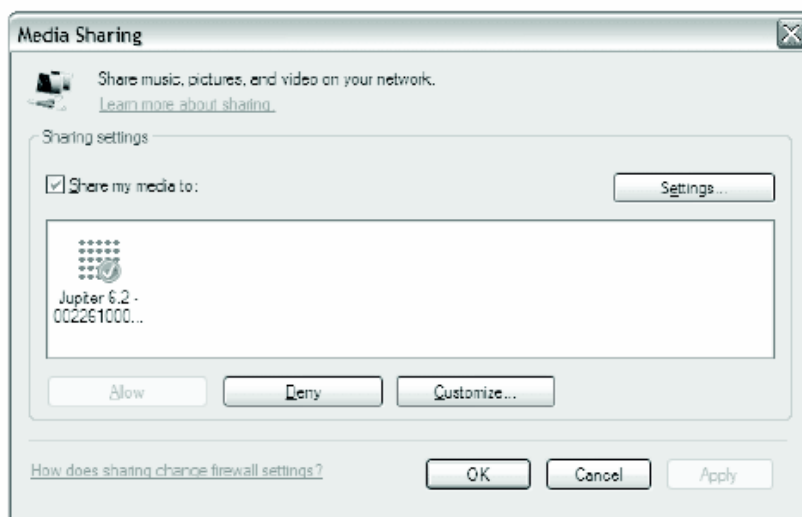 Media Sharing
Share music, pictures, and video on your network.
Learn more about sharing.
Sharing settings
Share my media to:
Settings...
Jupiter 6.2 -
002261000...
Allow
Deny
Customize...
How does sharing change firewall settings?
OK
Cancel
Apply